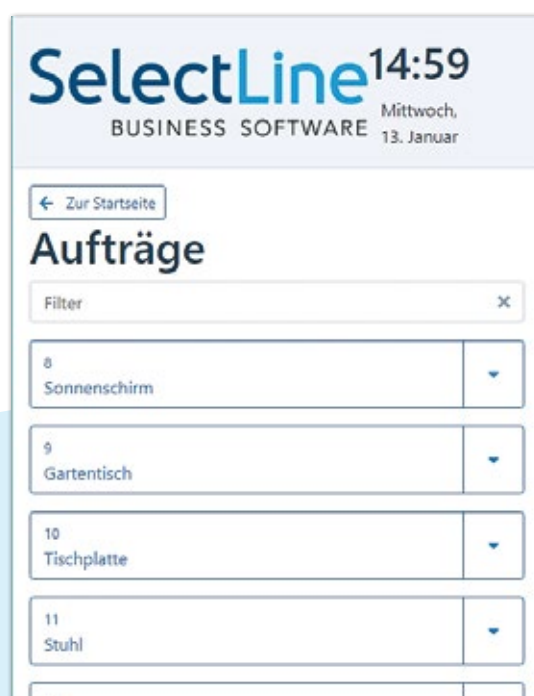 SelectLine
BUSINESS SOFTWARE
14:59
Mittwoch,
13. Januar
← Zur Startseite
Aufträge
Filter ×
8
Sonnenschirm
9
Gartentisch
10
Tischplatte
11
Stuhl